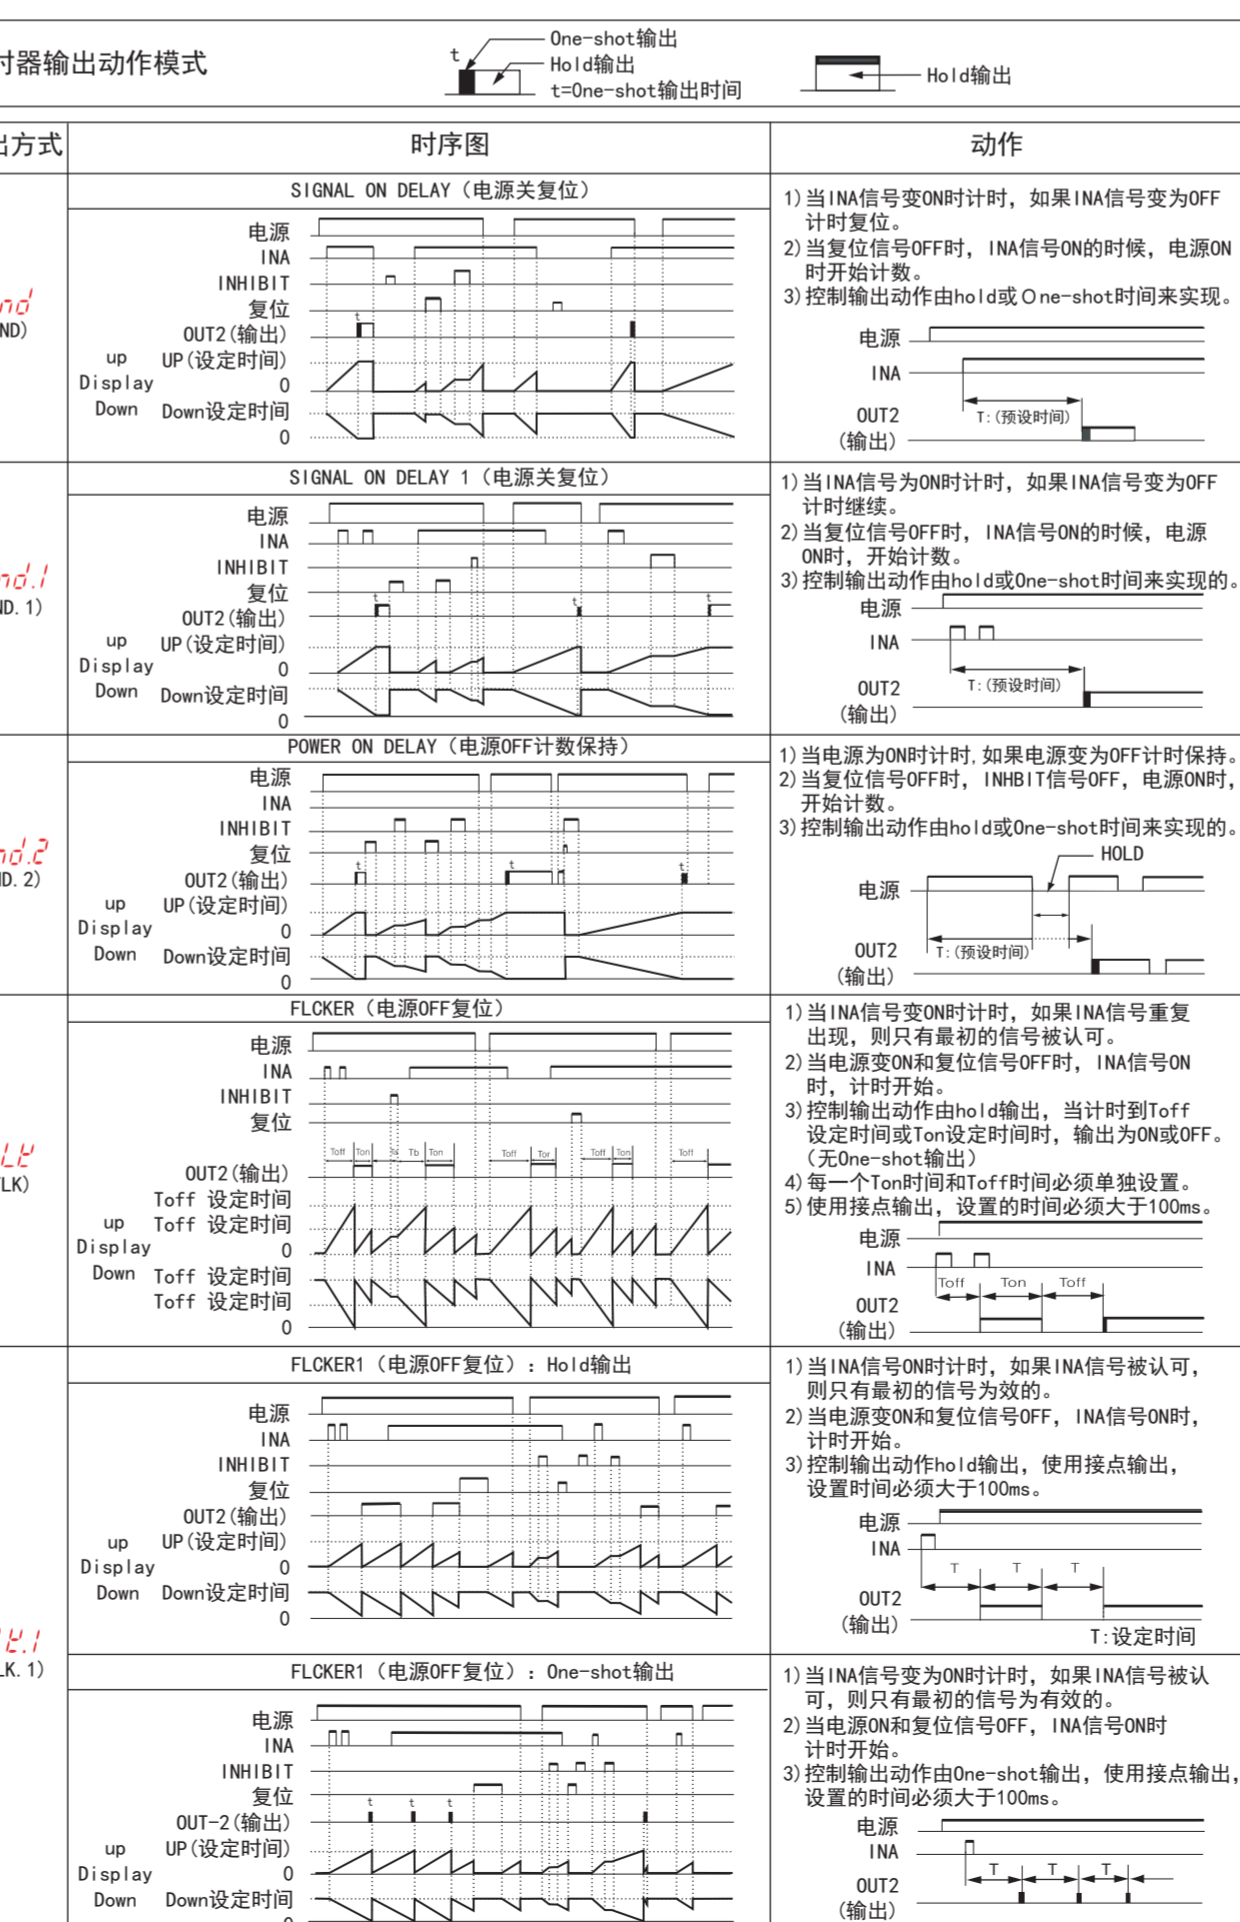 时器输出动作模式
One-shot输出
t
Hold输出
t=One-shot输出时间
Hold输出
出方式
时序图
动作
SIGNAL ON DELAY（电源关复位）
电源
INA
INHIBIT
复位
t
OUT2(输出)
up
UP(设定时间)
Display
0
Down
Down设定时间
0
nd
ND)
1)当INA信号变ON时计时，如果INA信号变为OFF
计时复位。
2)当复位信号OFF时，INA信号ON的时候，电源ON
时开始计数。
3)控制输出动作由hold或One-shot时间来实现。
电源
INA
OUT2
(输出)
T:(预设时间)
SIGNAL ON DELAY 1（电源关复位）
电源
INA
INHIBIT
复位
t
t
t
OUT2(输出)
up
UP(设定时间)
Display
0
Down
Down设定时间
0
nd.1
ND.1)
1)当INA信号为ON时计时，如果INA信号变为OFF
计时继续。
2)当复位信号OFF时，INA信号ON的时候，电源
ON时，开始计数。
3)控制输出动作由hold或One-shot时间来实现的。
电源
INA
OUT2
(输出)
T:(预设时间)
POWER ON DELAY（电源OFF计数保持）
电源
INA
INHIBIT
复位
t
t
t
OUT2(输出)
up
UP(设定时间)
Display
0
Down
Down设定时间
0
nd.2
ND.2)
1)当电源为ON时计时,如果电源变为OFF计时保持。
2)当复位信号OFF时，INHBIT信号OFF，电源ON时，
开始计数。
3)控制输出动作由hold或One-shot时间来实现的。
HOLD
电源
OUT2
(输出)
T:(预设时间)
FLCKER（电源OFF复位）
电源
INA
INHIBIT
复位
Toff Ton Ta Tb Ton Toff Tor Toff Ton Toff
OUT2(输出)
Toff 设定时间
up
Toff 设定时间
Display
0
Down
Toff 设定时间
Toff 设定时间
0
LK)
1)当INA信号变ON时计时，如果INA信号重复
出现，则只有最初的信号被认可。
2)当电源变ON和复位信号OFF时，INA信号ON
时，计时开始。
3)控制输出动作由hold输出，当计时到Toff
设定时间或Ton设定时间时，输出为ON或OFF。
（无One-shot输出）
4)每一个Ton时间和Toff时间必须单独设置。
5)使用接点输出，设置的时间必须大于100ms。
电源
INA
Toff Ton Toff
OUT2
(输出)
FLCKER1（电源OFF复位）：Hold输出
电源
INA
INHIBIT
复位
OUT2(输出)
up
UP(设定时间)
Display
0
Down
Down设定时间
0
LK.1)
1)当INA信号ON时计时，如果INA信号被认可，
则只有最初的信号为效的。
2)当电源变ON和复位信号OFF，INA信号ON时，
计时开始。
3)控制输出动作hold输出，使用接点输出，
设置时间必须大于100ms。
电源
INA
T T T
OUT2
(输出)
T:设定时间
FLCKER1（电源OFF复位）：One-shot输出
电源
INA
INHIBIT
复位
t t t
OUT-2(输出)
up
UP(设定时间)
Display
0
Down
Down设定时间
0
1)当INA信号变为ON时计时，如果INA信号被认
可，则只有最初的信号为有效的。
2)当电源ON和复位信号OFF，INA信号ON时
计时开始。
3)控制输出动作由One-shot输出，使用接点输出，
设置的时间必须大于100ms。
电源
INA
T T T
OUT2
(输出)